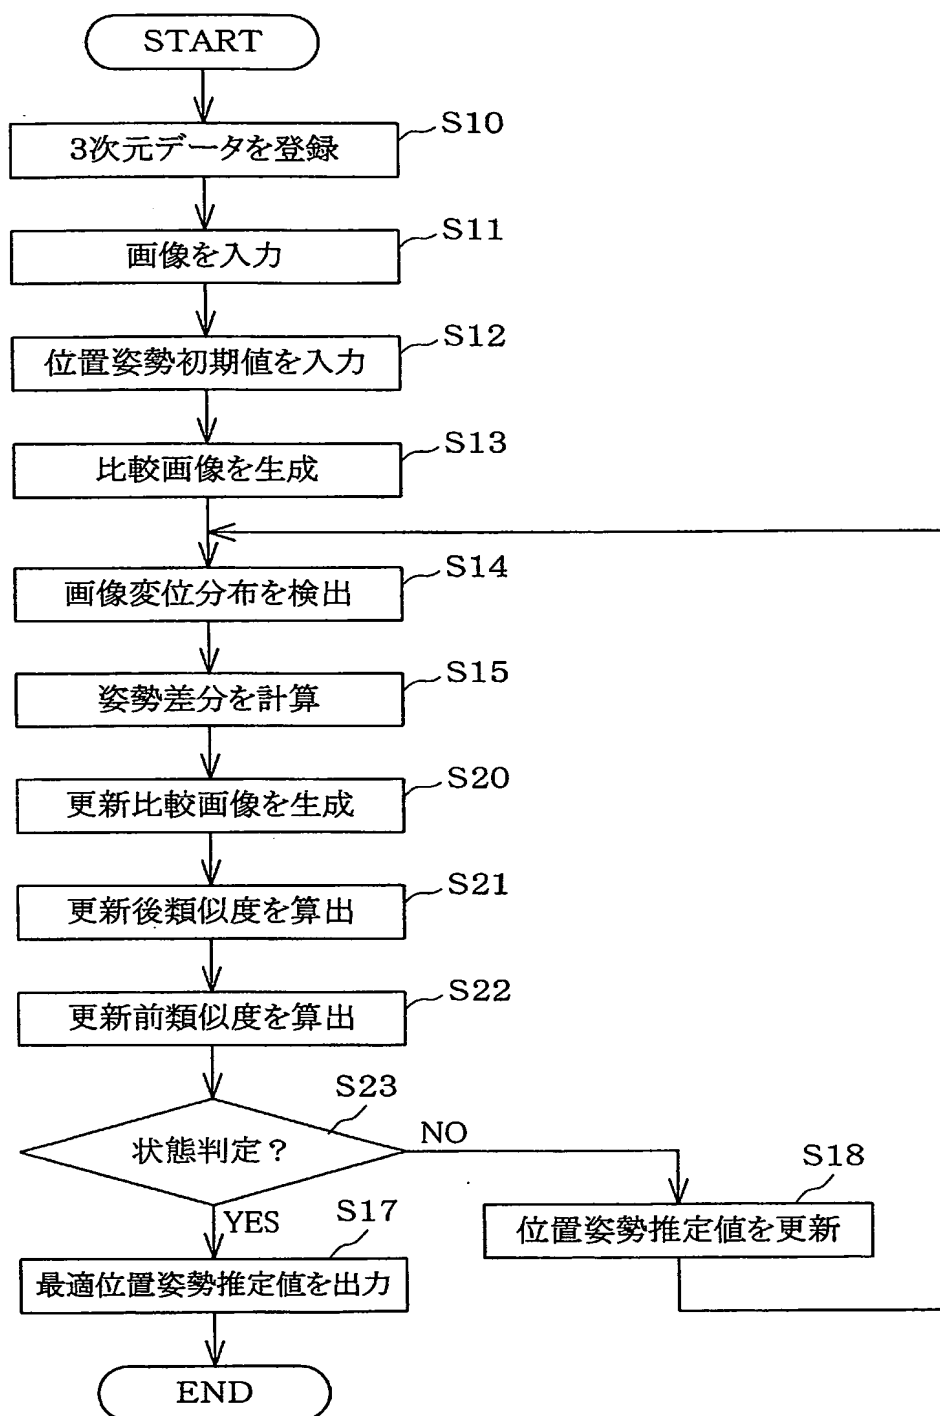 START
S10
3次元データを登録
S11
画像を入力
S12
位置姿勢初期値を入力
S13
比較画像を生成
S14
画像変位分布を検出
S15
姿勢差分を計算
S20
更新比較画像を生成
S21
更新後類似度を算出
S22
更新前類似度を算出
S23
状態判定?
NO
YES
S18
位置姿勢推定値を更新
S17
最適位置姿勢推定値を出力
END